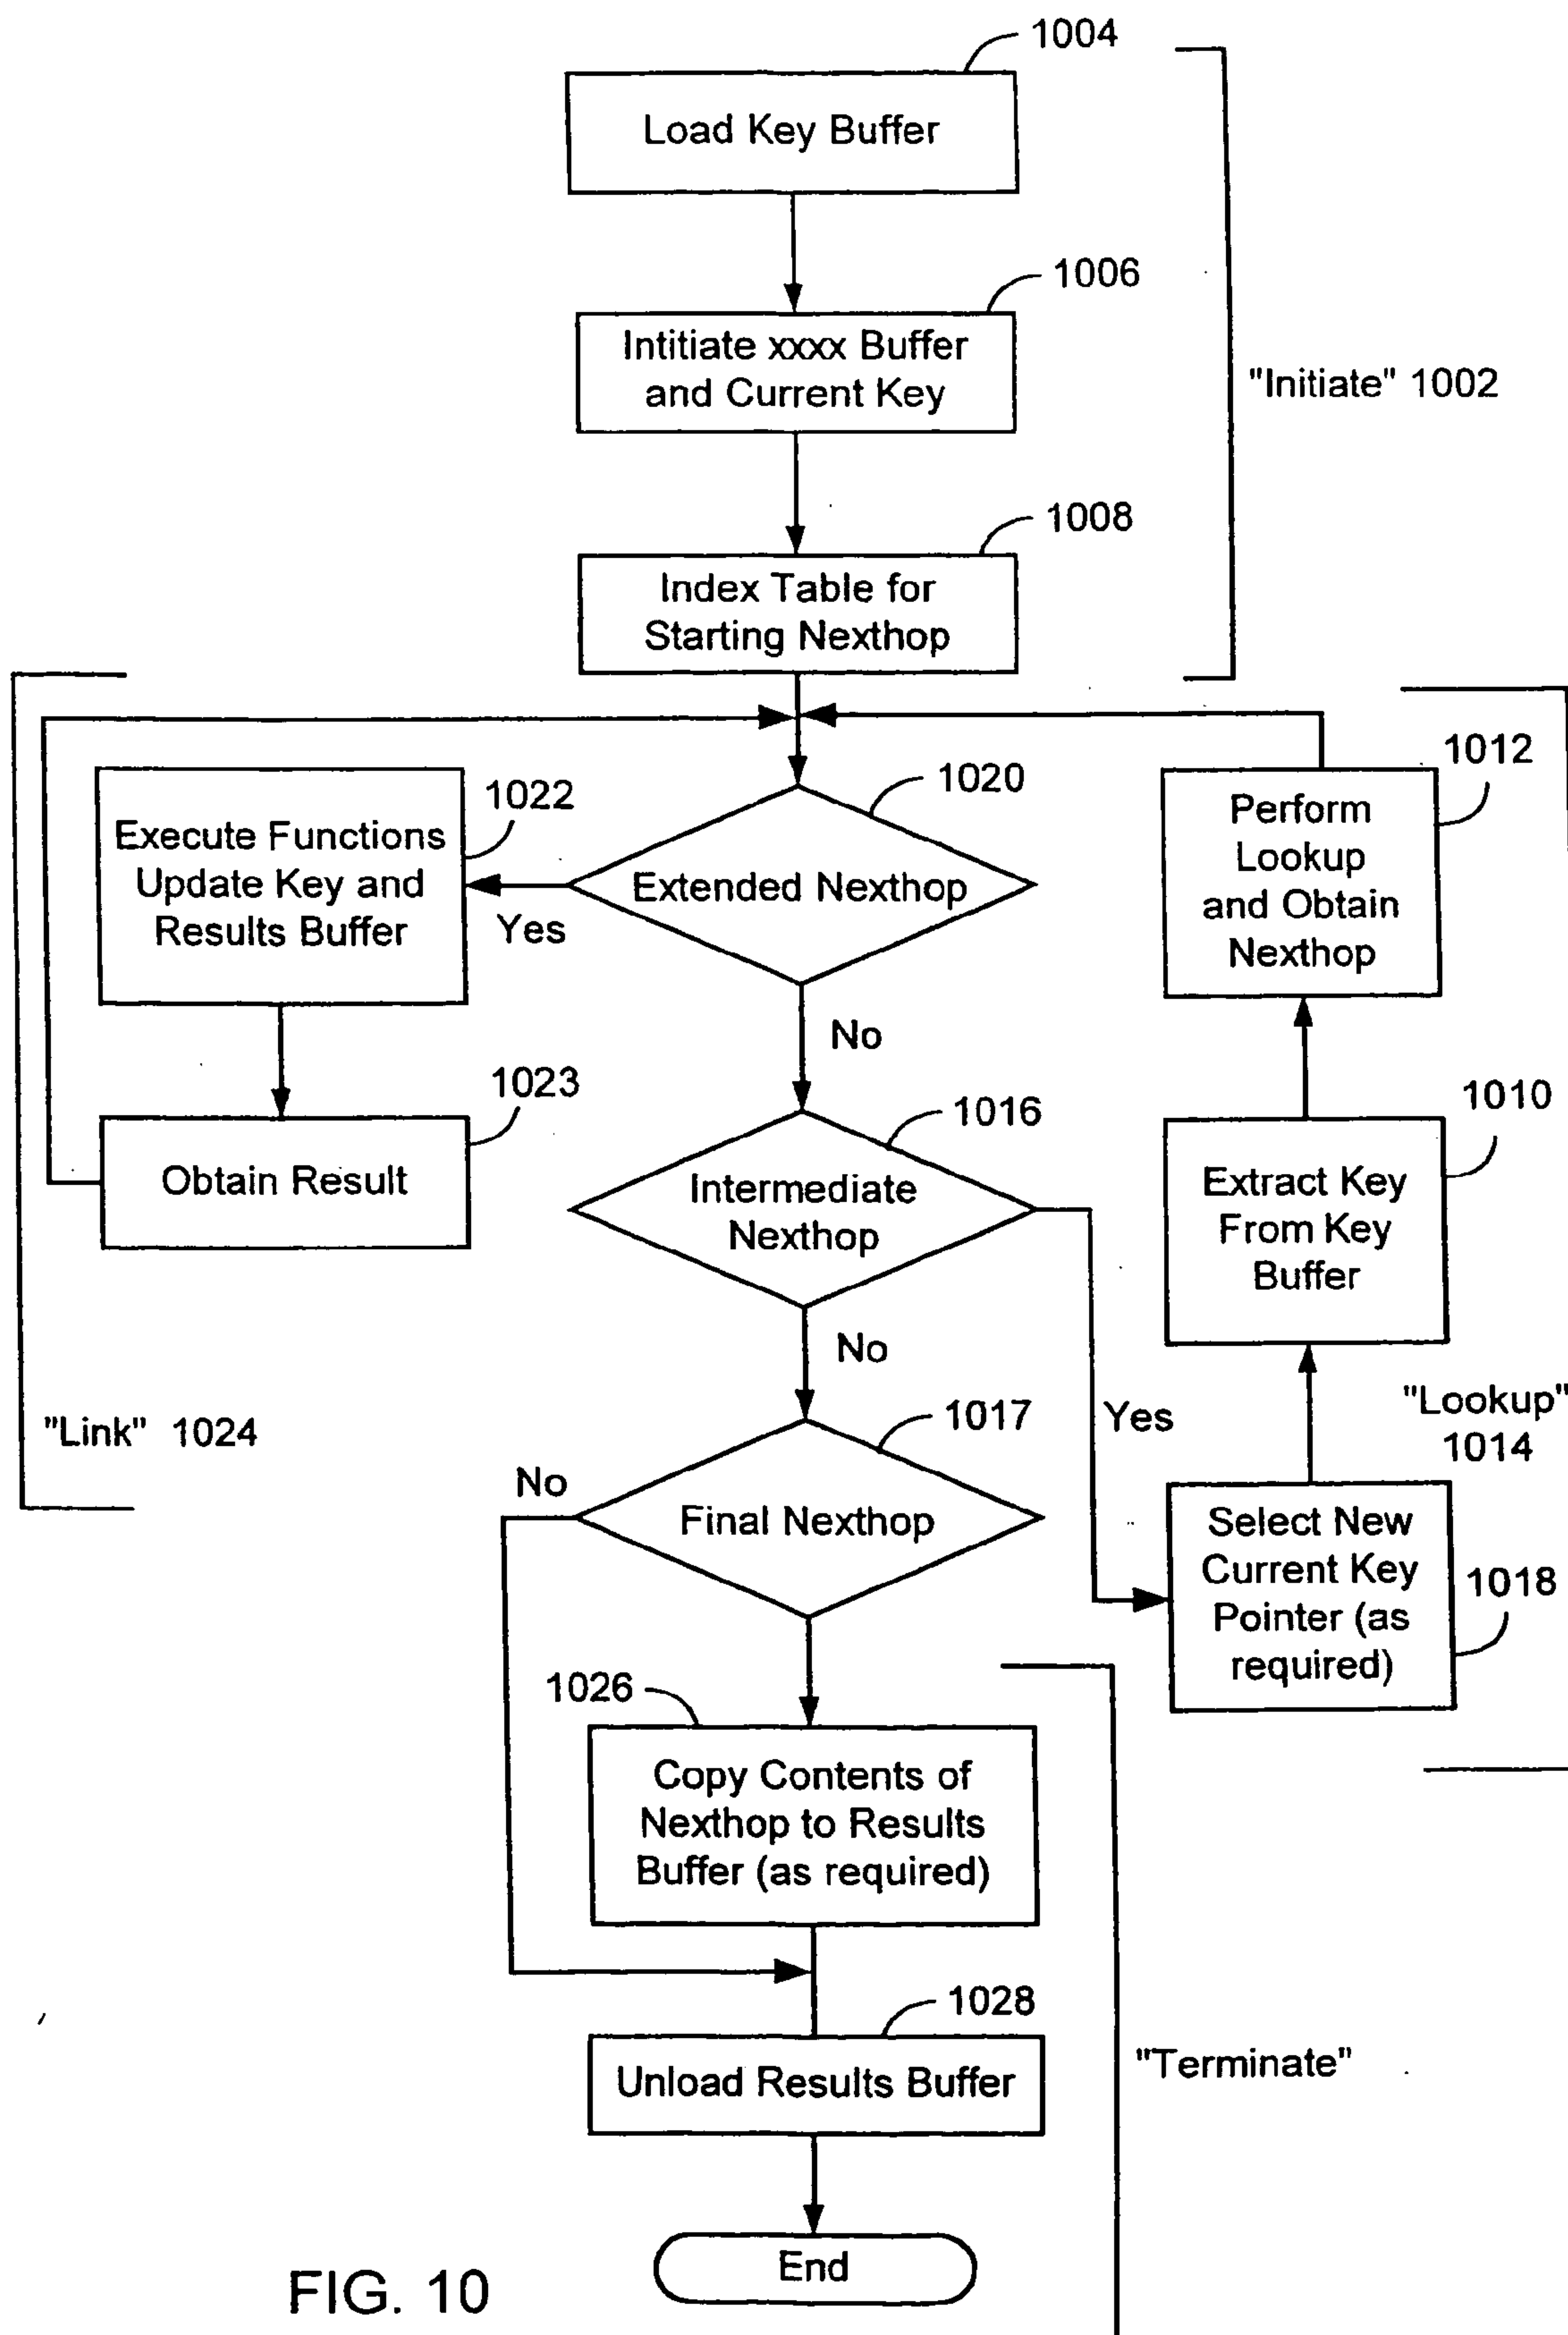 1004
Load Key Buffer
1006
Intitiate xxxx Buffer
and Current Key
"Initiate" 1002
1008
Index Table for
Starting Nexthop
1012
Perform
Lookup
and Obtain
Nexthop
1020
Extended Nexthop
1022
Execute Functions
Update Key and
Results Buffer
Yes
No
1023
Obtain Result
1016
Intermediate
Nexthop
1010
Extract Key
From Key
Buffer
No
Yes
"Lookup"
1014
"Link" 1024
1017
No
Final Nexthop
Select New
Current Key
Pointer (as
required)
1018
1026
Copy Contents of
Nexthop to Results
Buffer (as required)
1028
Unload Results Buffer
"Terminate"
End
FIG. 10